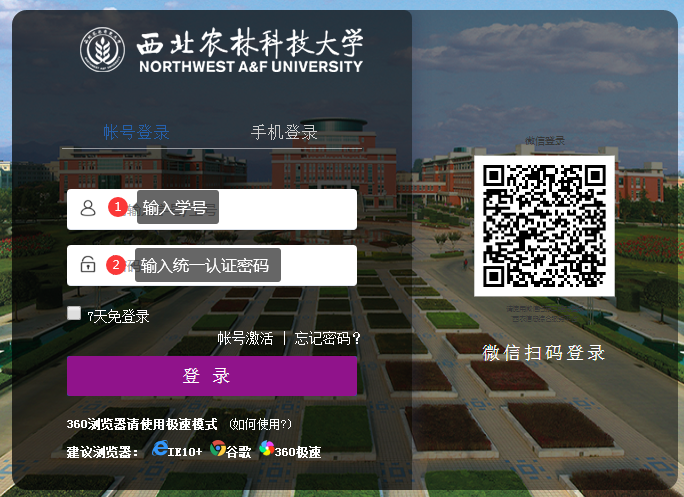 西北农林科技大学
NORTHWEST A&F UNIVERSITY
帐号登录 手机登录
微信登录
1 输入学号
2 输入统一认证密码
7天免登录
帐号激活 | 忘记密码?
登 录
微信扫码登录
360浏览器请使用极速模式 (如何使用?)
建议浏览器: IE10+ 谷歌 360极速